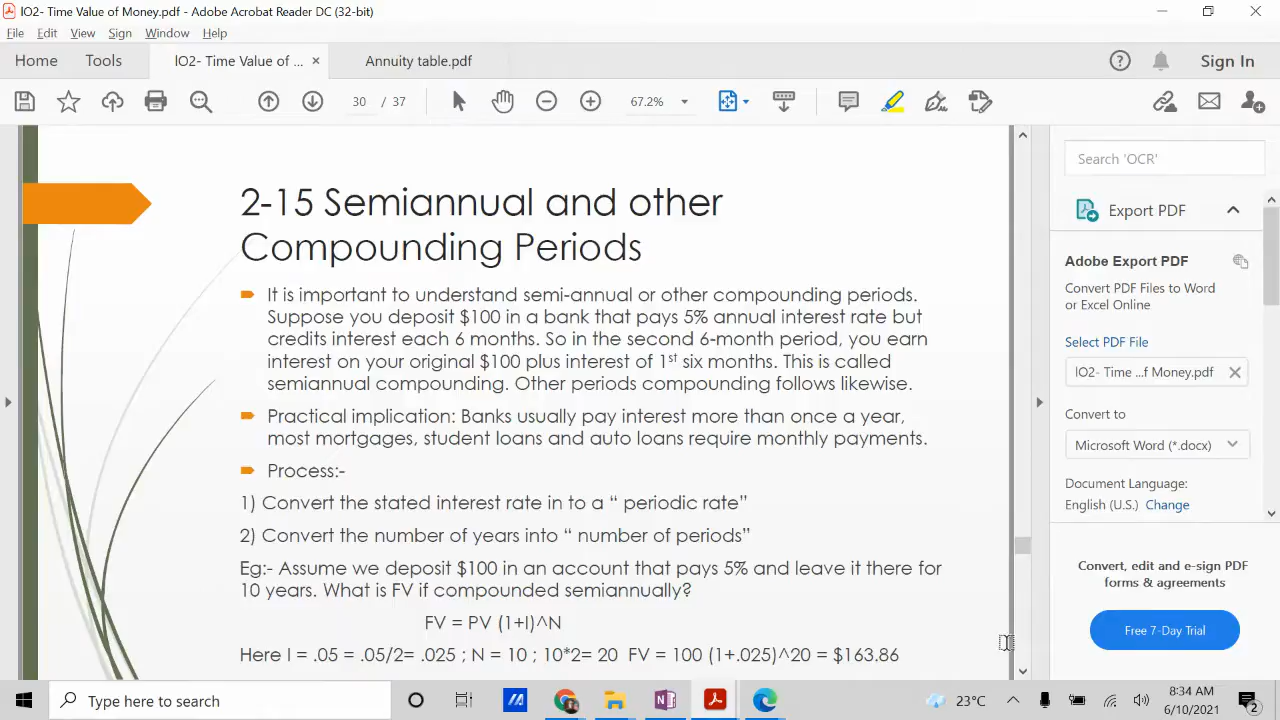 lO2- Time Value of Money.pdf - Adobe Acrobat Reader DC (32-bit)
File Edit View Sign Window Help
Home Tools lO2- Time Value of ... × Annuity table.pdf Sign In
30 / 37 67.2%
2-15 Semiannual and other
Compounding Periods
It is important to understand semi-annual or other compounding periods.
Suppose you deposit $100 in a bank that pays 5% annual interest rate but
credits interest each 6 months. So in the second 6-month period, you earn
interest on your original $100 plus interest of 1st six months. This is called
semiannual compounding. Other periods compounding follows likewise.
Practical implication: Banks usually pay interest more than once a year,
most mortgages, student loans and auto loans require monthly payments.
Process:-
1) Convert the stated interest rate in to a “ periodic rate”
2) Convert the number of years into “ number of periods”
Eg:- Assume we deposit $100 in an account that pays 5% and leave it there for
10 years. What is FV if compounded semiannually?
FV = PV (1+I)^N
Here I = .05 = .05/2= .025 ; N = 10 ; 10*2= 20 FV = 100 (1+.025)^20 = $163.86
Search 'OCR'
Export PDF
Adobe Export PDF
Convert PDF Files to Word
or Excel Online
Select PDF File
lO2- Time ...f Money.pdf
Convert to
Microsoft Word (*.docx)
Document Language:
English (U.S.) Change
Convert, edit and e-sign PDF
forms & agreements
Free 7-Day Trial
Type here to search
23°C
8:34 AM
6/10/2021
2